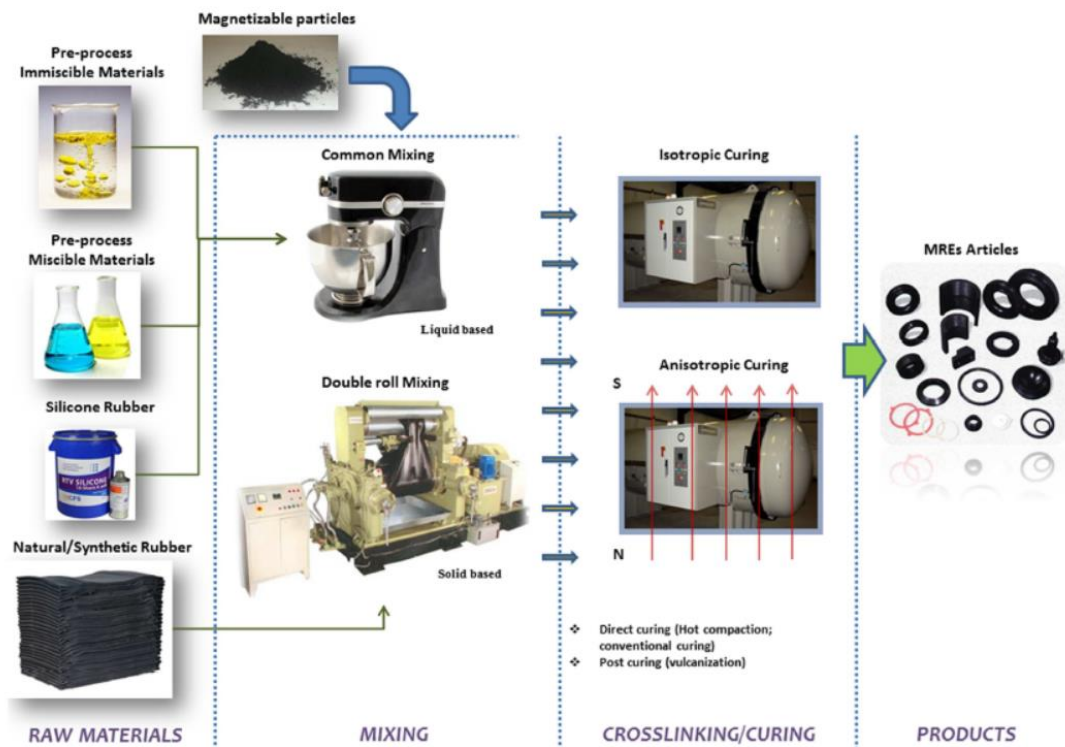 Magnetizable particles
Pre-process
Immiscible Materials
Pre-process
Miscible Materials
Silicone Rubber
RTV SILICONE
Natural/Synthetic Rubber
Common Mixing
Liquid based
Double roll Mixing
Solid based
Isotropic Curing
Anisotropic Curing
S
N
❖ Direct curing (Hot compaction;
conventional curing)
❖ Post curing (vulcanization)
MREs Articles
RAW MATERIALS
MIXING
CROSSLINKING/CURING
PRODUCTS